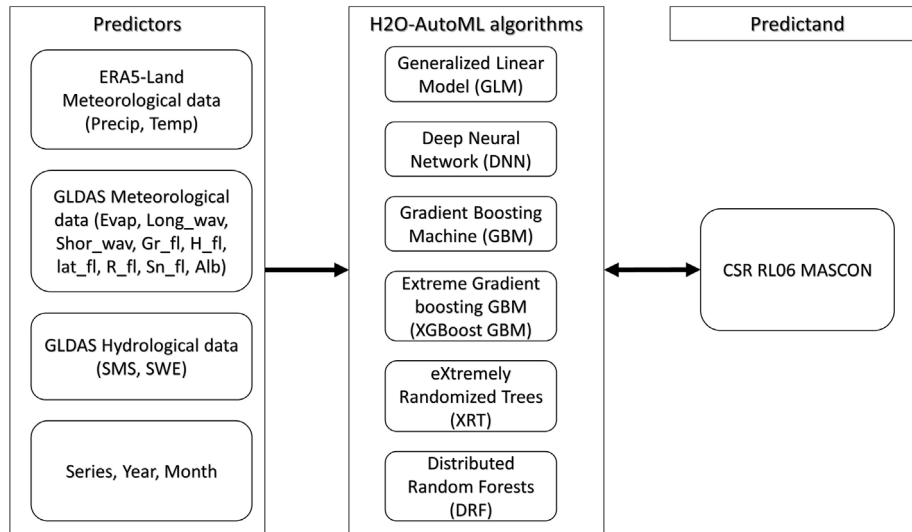 Predictors
ERA5-Land
Meteorological data
(Precip, Temp)
GLDAS Meteorological
data (Evap, Long_wav,
Shor_wav, Gr_fl, H_fl,
lat_fl, R_fl, Sn_fl, Alb)
GLDAS Hydrological data
(SMS, SWE)
Series, Year, Month
H2O-AutoML algorithms
Generalized Linear
Model (GLM)
Deep Neural
Network (DNN)
Gradient Boosting
Machine (GBM)
Extreme Gradient
boosting GBM
(XGBoost GBM)
eXtremely
Randomized Trees
(XRT)
Distributed
Random Forests
(DRF)
Predictand
CSR RL06 MASCON